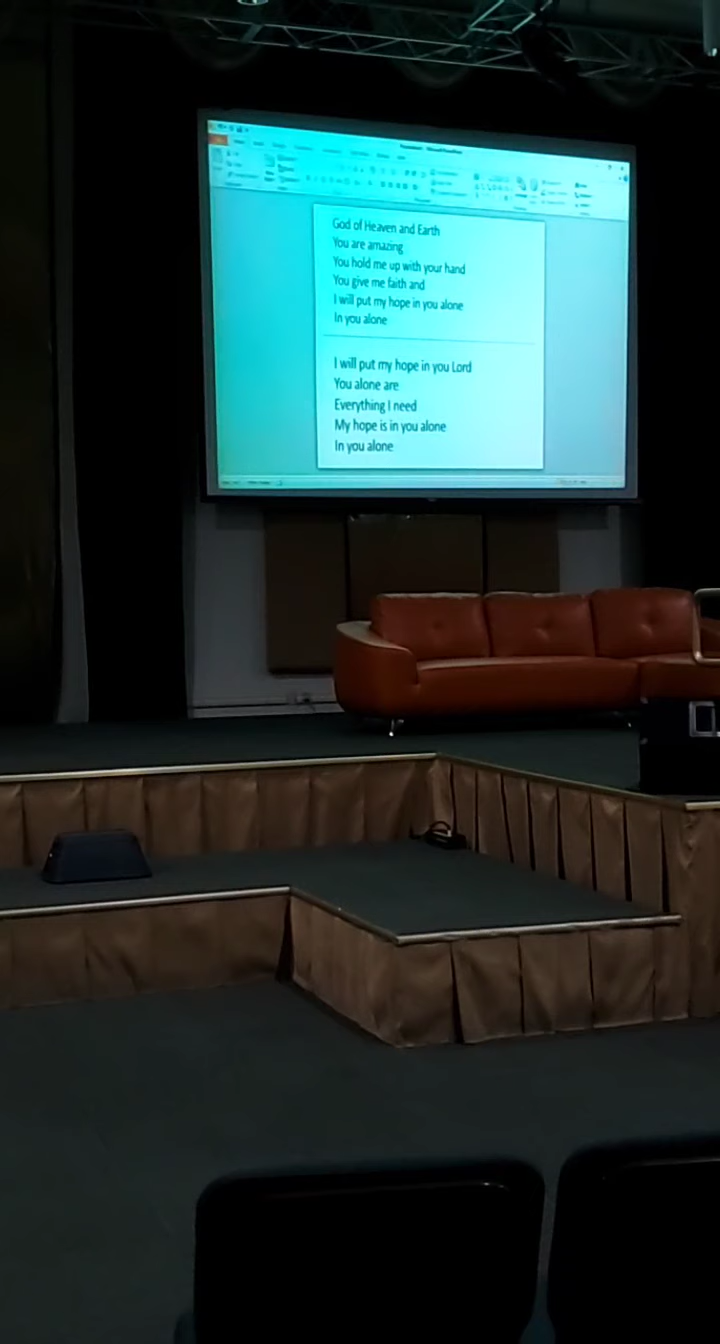 God of Heaven and Earth
You are amazing
You hold me up with your hand
You give me faith and
I will put my hope in you alone
In you alone
I will put my hope in you Lord
You alone are
Everything I need
My hope is in you alone
In you alone